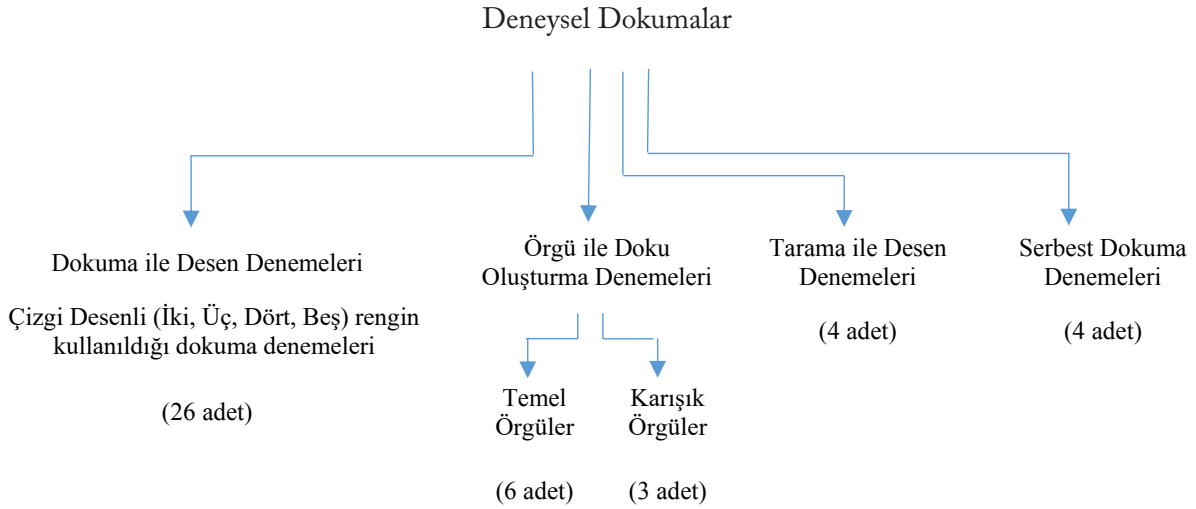 Deneysel Dokumalar
Dokuma ile Desen Denemeleri
Çizgi Desenli (İki, Üç, Dört, Beş) rengin
kullanıldığı dokuma denemeleri
(26 adet)
Örgü ile Doku
Oluşturma Denemeleri
Temel
Örgüler
(6 adet)
Karışık
Örgüler
(3 adet)
Tarama ile Desen
Denemeleri
(4 adet)
Serbest Dokuma
Denemeleri
(4 adet)